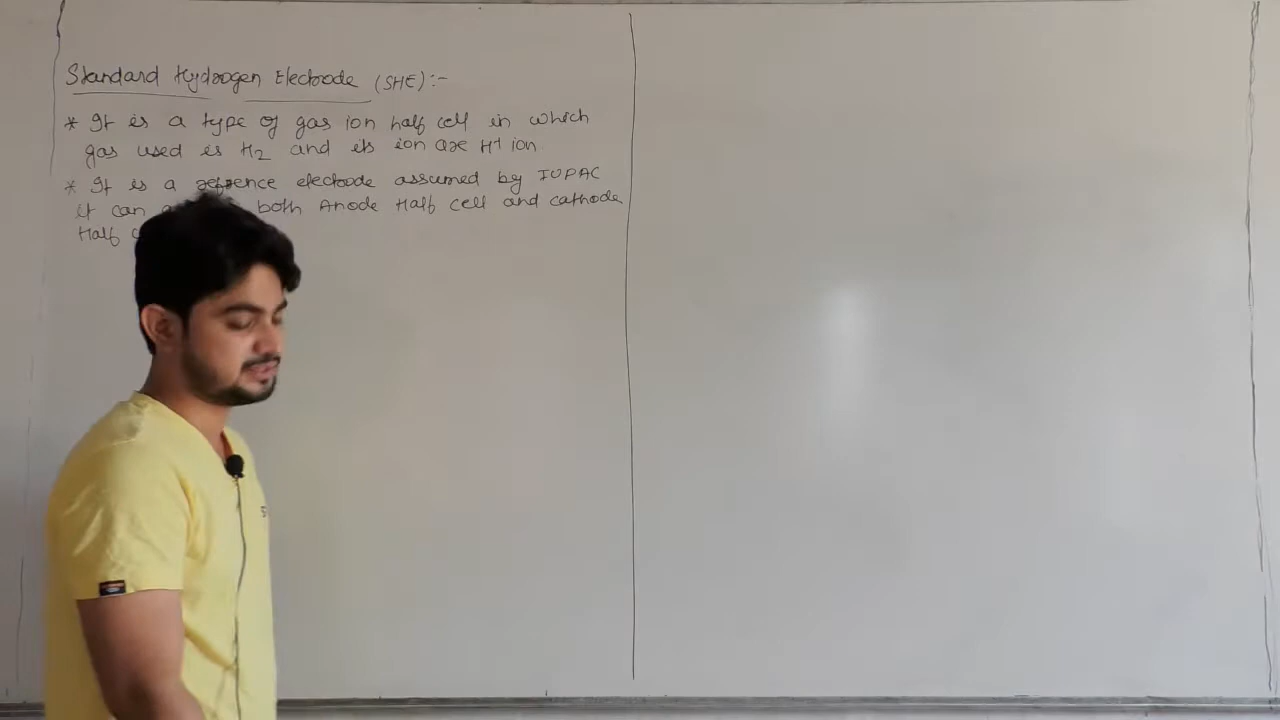 Standard Hydrogen Electrode (SHE):-
* It is a type of gas ion half cell in which
gas used is H2 and its ion are H+ ion
* It is a reference electrode assumed by IUPAC
it can both Anode Half cell and cathode
Half